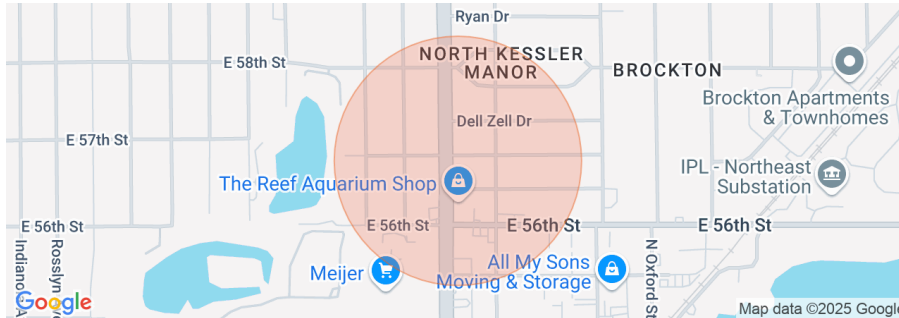 Ryan Dr
E 58th St
NORTH KESSLER
MANOR
BROCKTON
Brockton Apartments
& Townhomes
Dell Zell Dr
E 57th St
The Reef Aquarium Shop
IPL - Northeast
Substation
E 56th St
E 56th St
E 56th St
Indianola A
Rosslyn
Meijer
All My Sons
Moving & Storage
N Oxford St
Google
Map data ©2025 Google